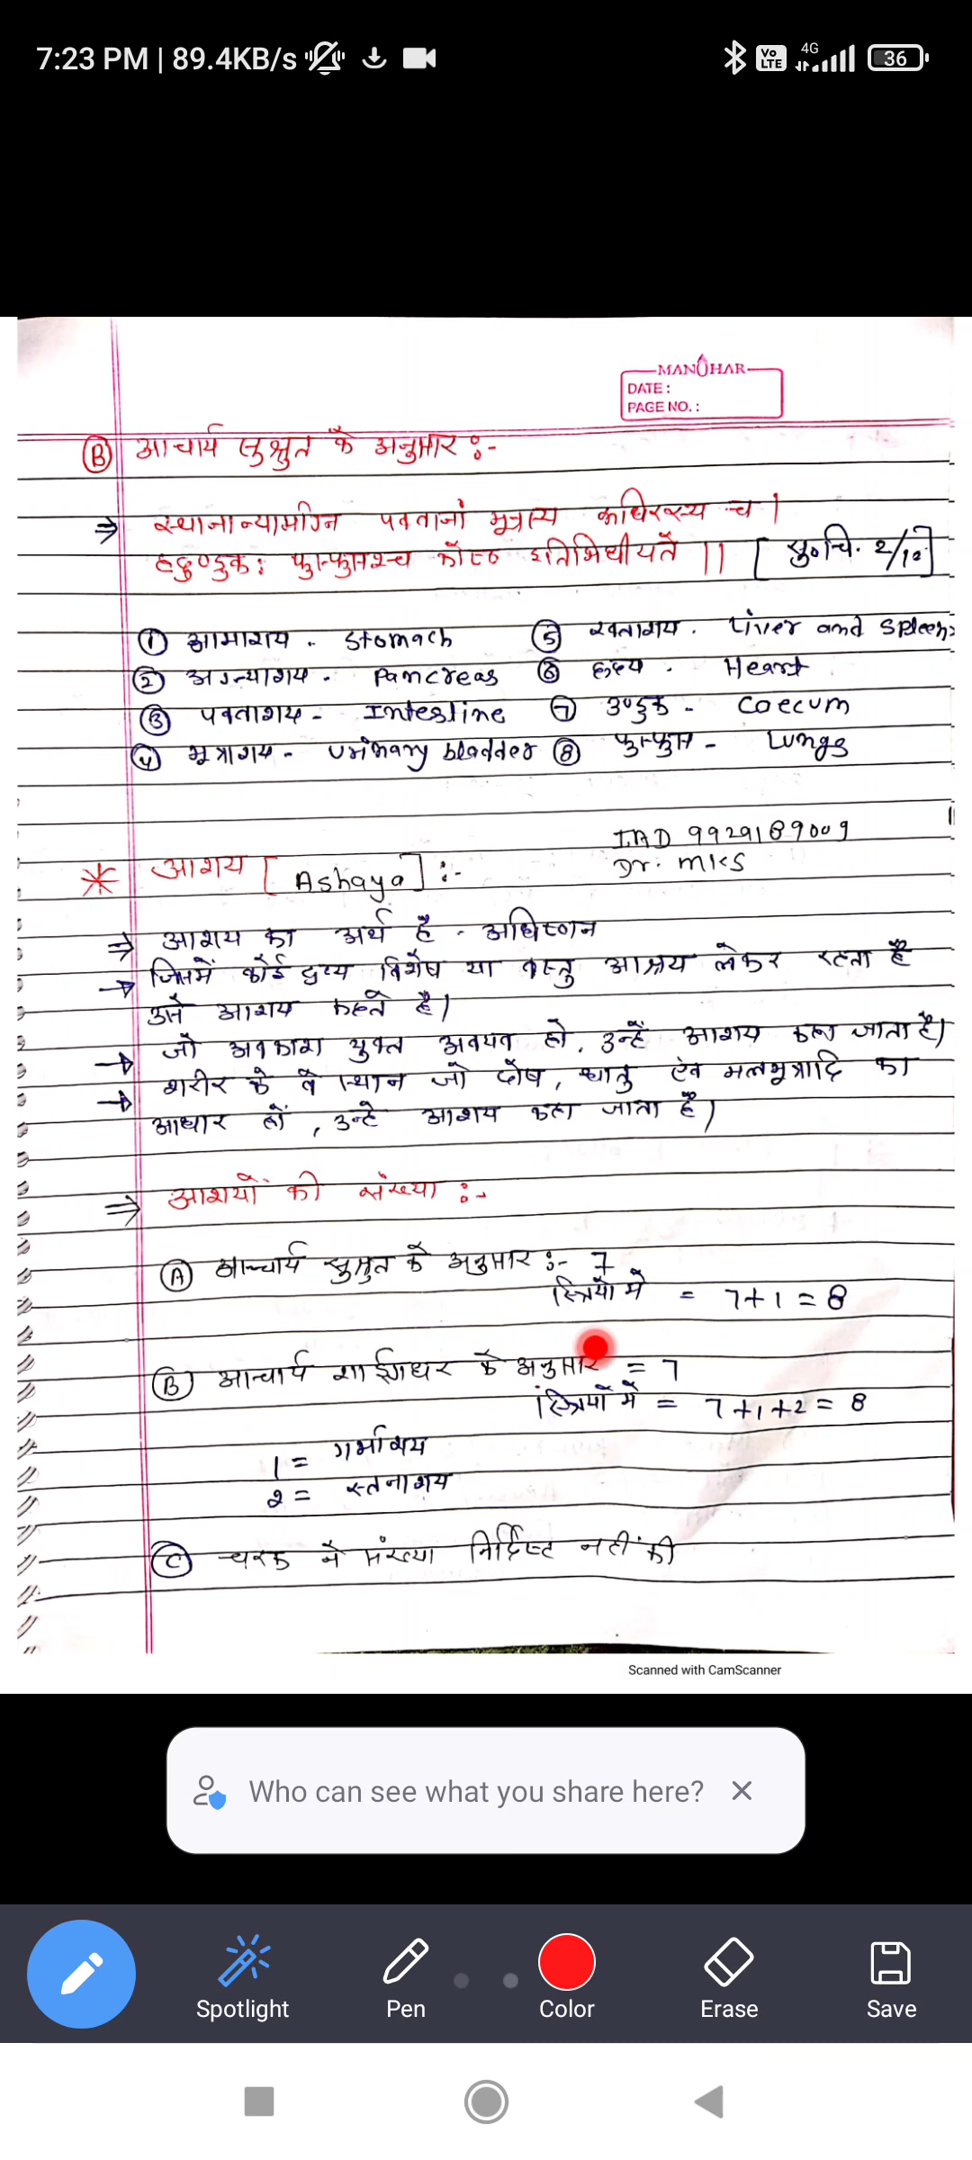 7:23 PM | 89.4KB/s
Vo LTE 4G 36
MANOHAR
DATE :
PAGE NO. :
(B) आचार्य सुश्रुत के अनुसार :-
⇒ स्थानान्यामाग्नि पक्वानां मूत्रस्य रूधिरस्य च |
हृदुण्डुकः फुफ्फुसश्च कोष्ठ इत्यभिधीयते || [सु०चि. 2/12]
(1) आमाशय - Stomach (5) रक्ताशय - Liver and Spleen
(2) अग्न्याशय - Pancreas (6) हृदय - Heart
(3) पक्वाशय - Intestine (7) उण्डुक - Coecum
(4) मूत्राशय - Urinary bladder (8) फुफ्फुस - Lungs
9929189009
Dr. MKS
* आशय [Ashaya] :-
⇒ आशय का अर्थ है - अधिष्ठान
→ जिसमें कोई द्रव्य विशेष या वस्तु आश्रय लेकर रहता है
उसे आशय कहते है|
→ जो अवकाश युक्त अवयव हो, उन्हें आशय कहा जाता है|
→ शरीर के वे स्थान जो दोष, धातु एंव मलमूत्रादि का
आधार हों, उन्हे आशय कहा जाता है|
⇒ आशयों की संख्या :-
(A) आचार्य सुश्रुत के अनुसार :- 7
स्त्रियों में = 7+1 = 8
(B) आचार्य शार्ङ्गधर के अनुसार = 7
स्त्रियों में = 7+1+2 = 8
1 = गर्भाशय
2 = स्तनाशय
(C) चरक ने संख्या निर्दिष्ट नहीं की
Scanned with CamScanner
Who can see what you share here? ×
Spotlight Pen Color Erase Save